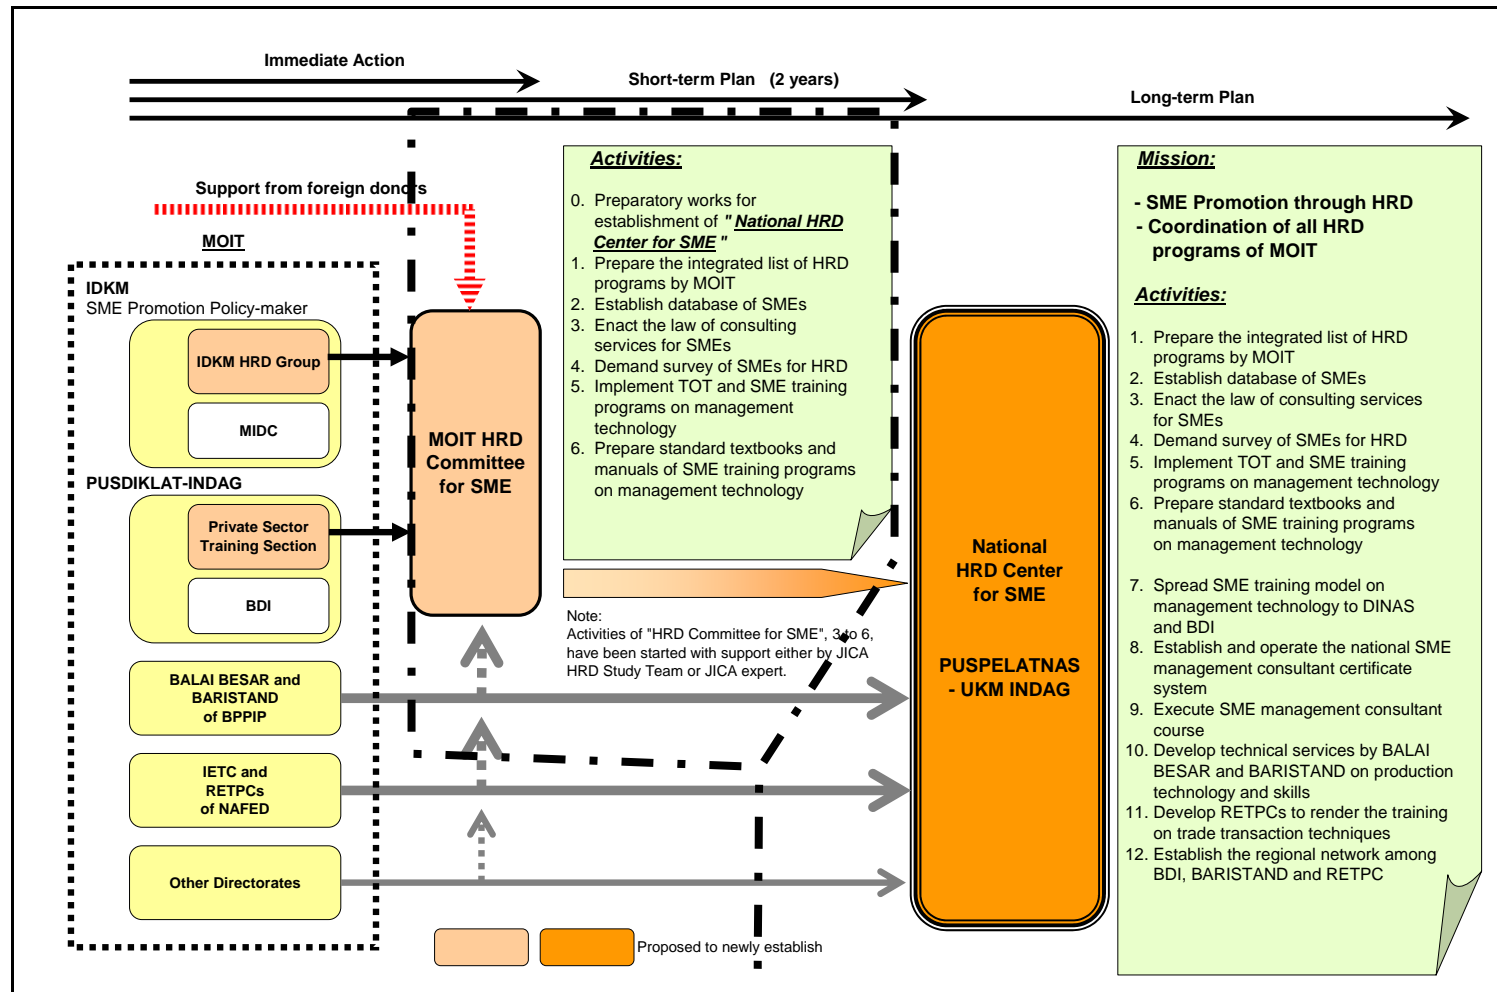 Immediate Action
Short-term Plan (2 years)
Long-term Plan
Support from foreign donors
MOIT
IDKM
SME Promotion Policy-maker
IDKM HRD Group
MIDC
PUSDIKLAT-INDAG
Private Sector
Training Section
BDI
BALAI BESAR and
BARISTAND
of BPPIP
IETC and
RETPCs
of NAFED
Other Directorates
MOIT HRD
Committee
for SME
Activities:
0. Preparatory works for
establishment of "National HRD
Center for SME"
1. Prepare the integrated list of HRD
programs by MOIT
2. Establish database of SMEs
3. Enact the law of consulting
services for SMEs
4. Demand survey of SMEs for HRD
5. Implement TOT and SME training
programs on management
technology
6. Prepare standard textbooks and
manuals of SME training programs
on management technology
Note:
Activities of "HRD Committee for SME", 3 to 6,
have been started with support either by JICA
HRD Study Team or JICA expert.
National
HRD Center
for SME
PUSPELATNAS
- UKM INDAG
Mission:
- SME Promotion through HRD
- Coordination of all HRD
programs of MOIT
Activities:
1. Prepare the integrated list of HRD
programs by MOIT
2. Establish database of SMEs
3. Enact the law of consulting services
for SMEs
4. Demand survey of SMEs for HRD
5. Implement TOT and SME training
programs on management technology
6. Prepare standard textbooks and
manuals of SME training programs
on management technology
7. Spread SME training model on
management technology to DINAS
and BDI
8. Establish and operate the national SME
management consultant certificate
system
9. Execute SME management consultant
course
10. Develop technical services by BALAI
BESAR and BARISTAND on production
technology and skills
11. Develop RETPCs to render the training
on trade transaction techniques
12. Establish the regional network among
BDI, BARISTAND and RETPC
Proposed to newly establish